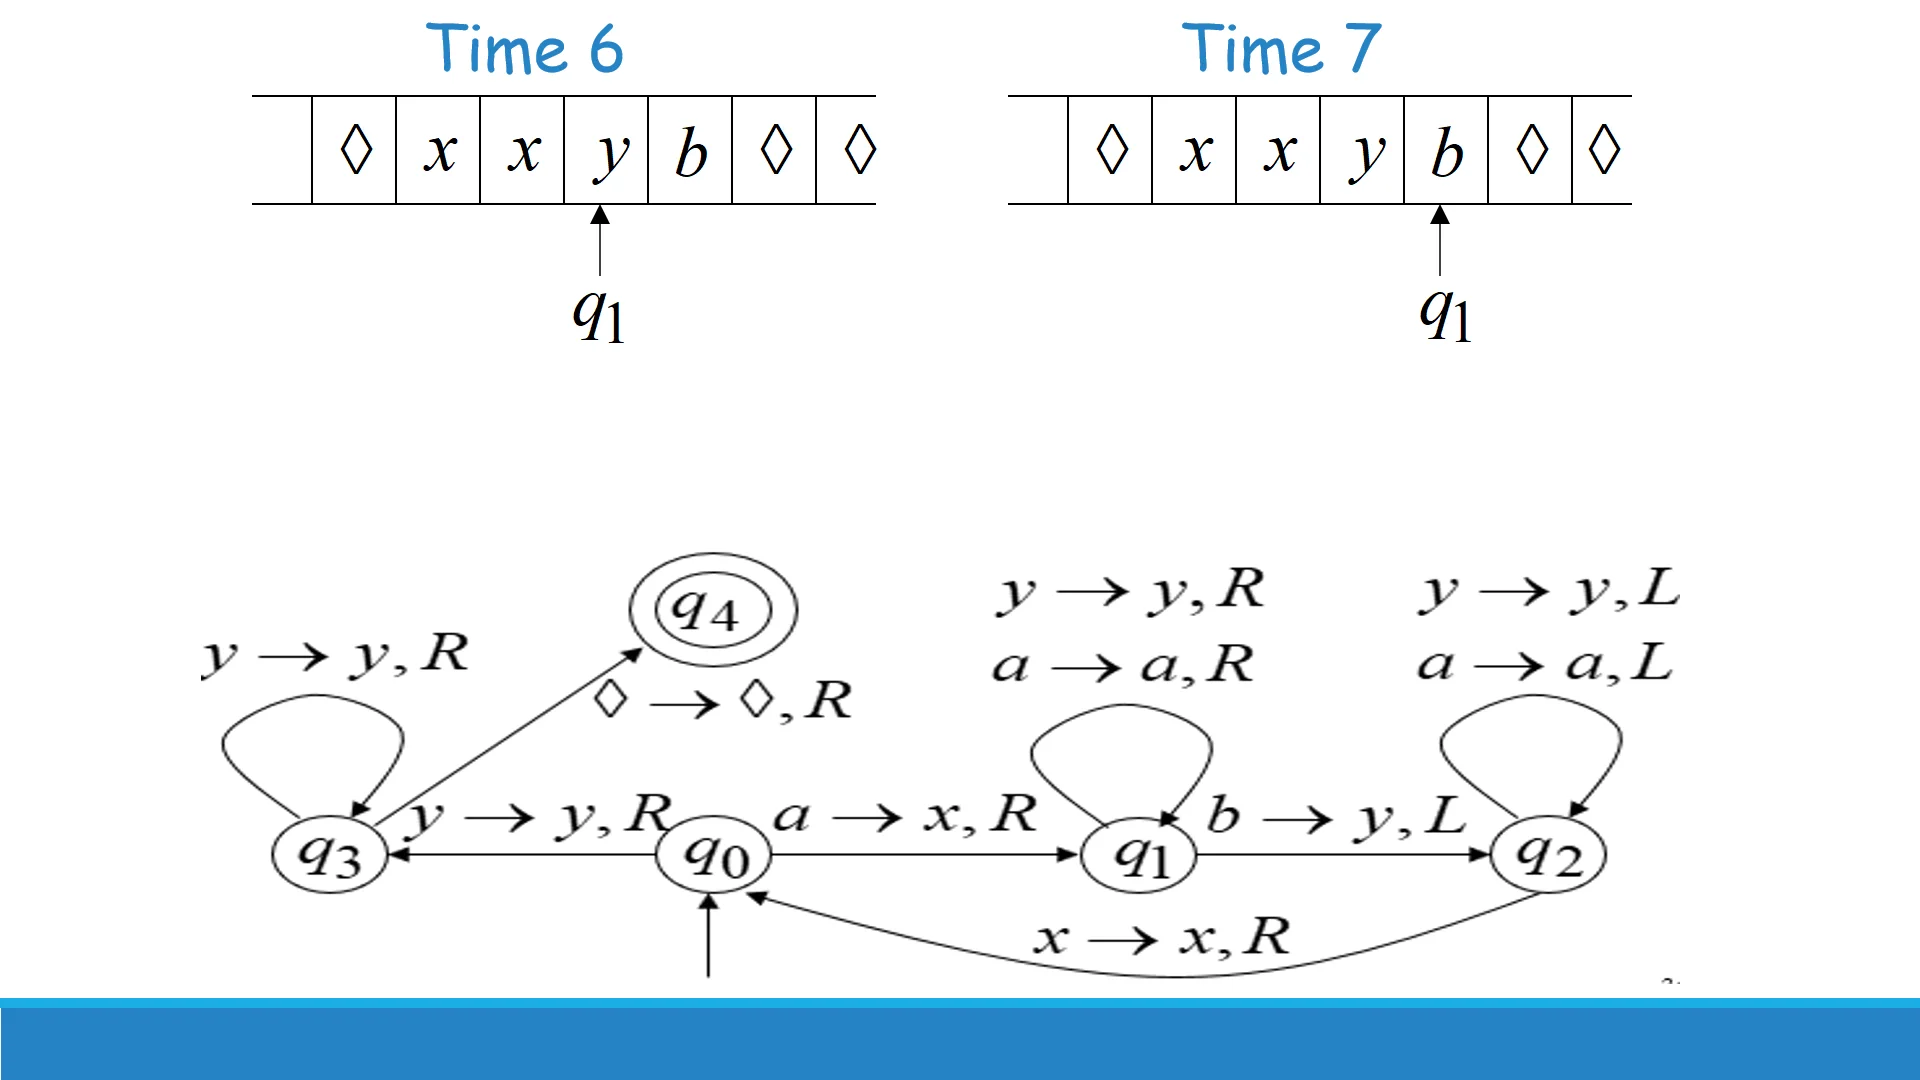 Time 6
Time 7
◊ x x y b ◊ ◊
◊ x x y b ◊ ◊
q1
q1
y → y, R
y → y, L
a → a, R
a → a, L
q4
y → y, R
◊ → ◊, R
y → y, R
a → x, R
b → y, L
q3
q0
q1
q2
x → x, R